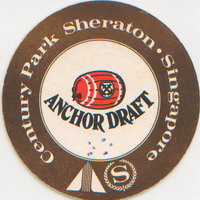 Century Park Sheraton • Singapore
ANCHOR DRAFT
S